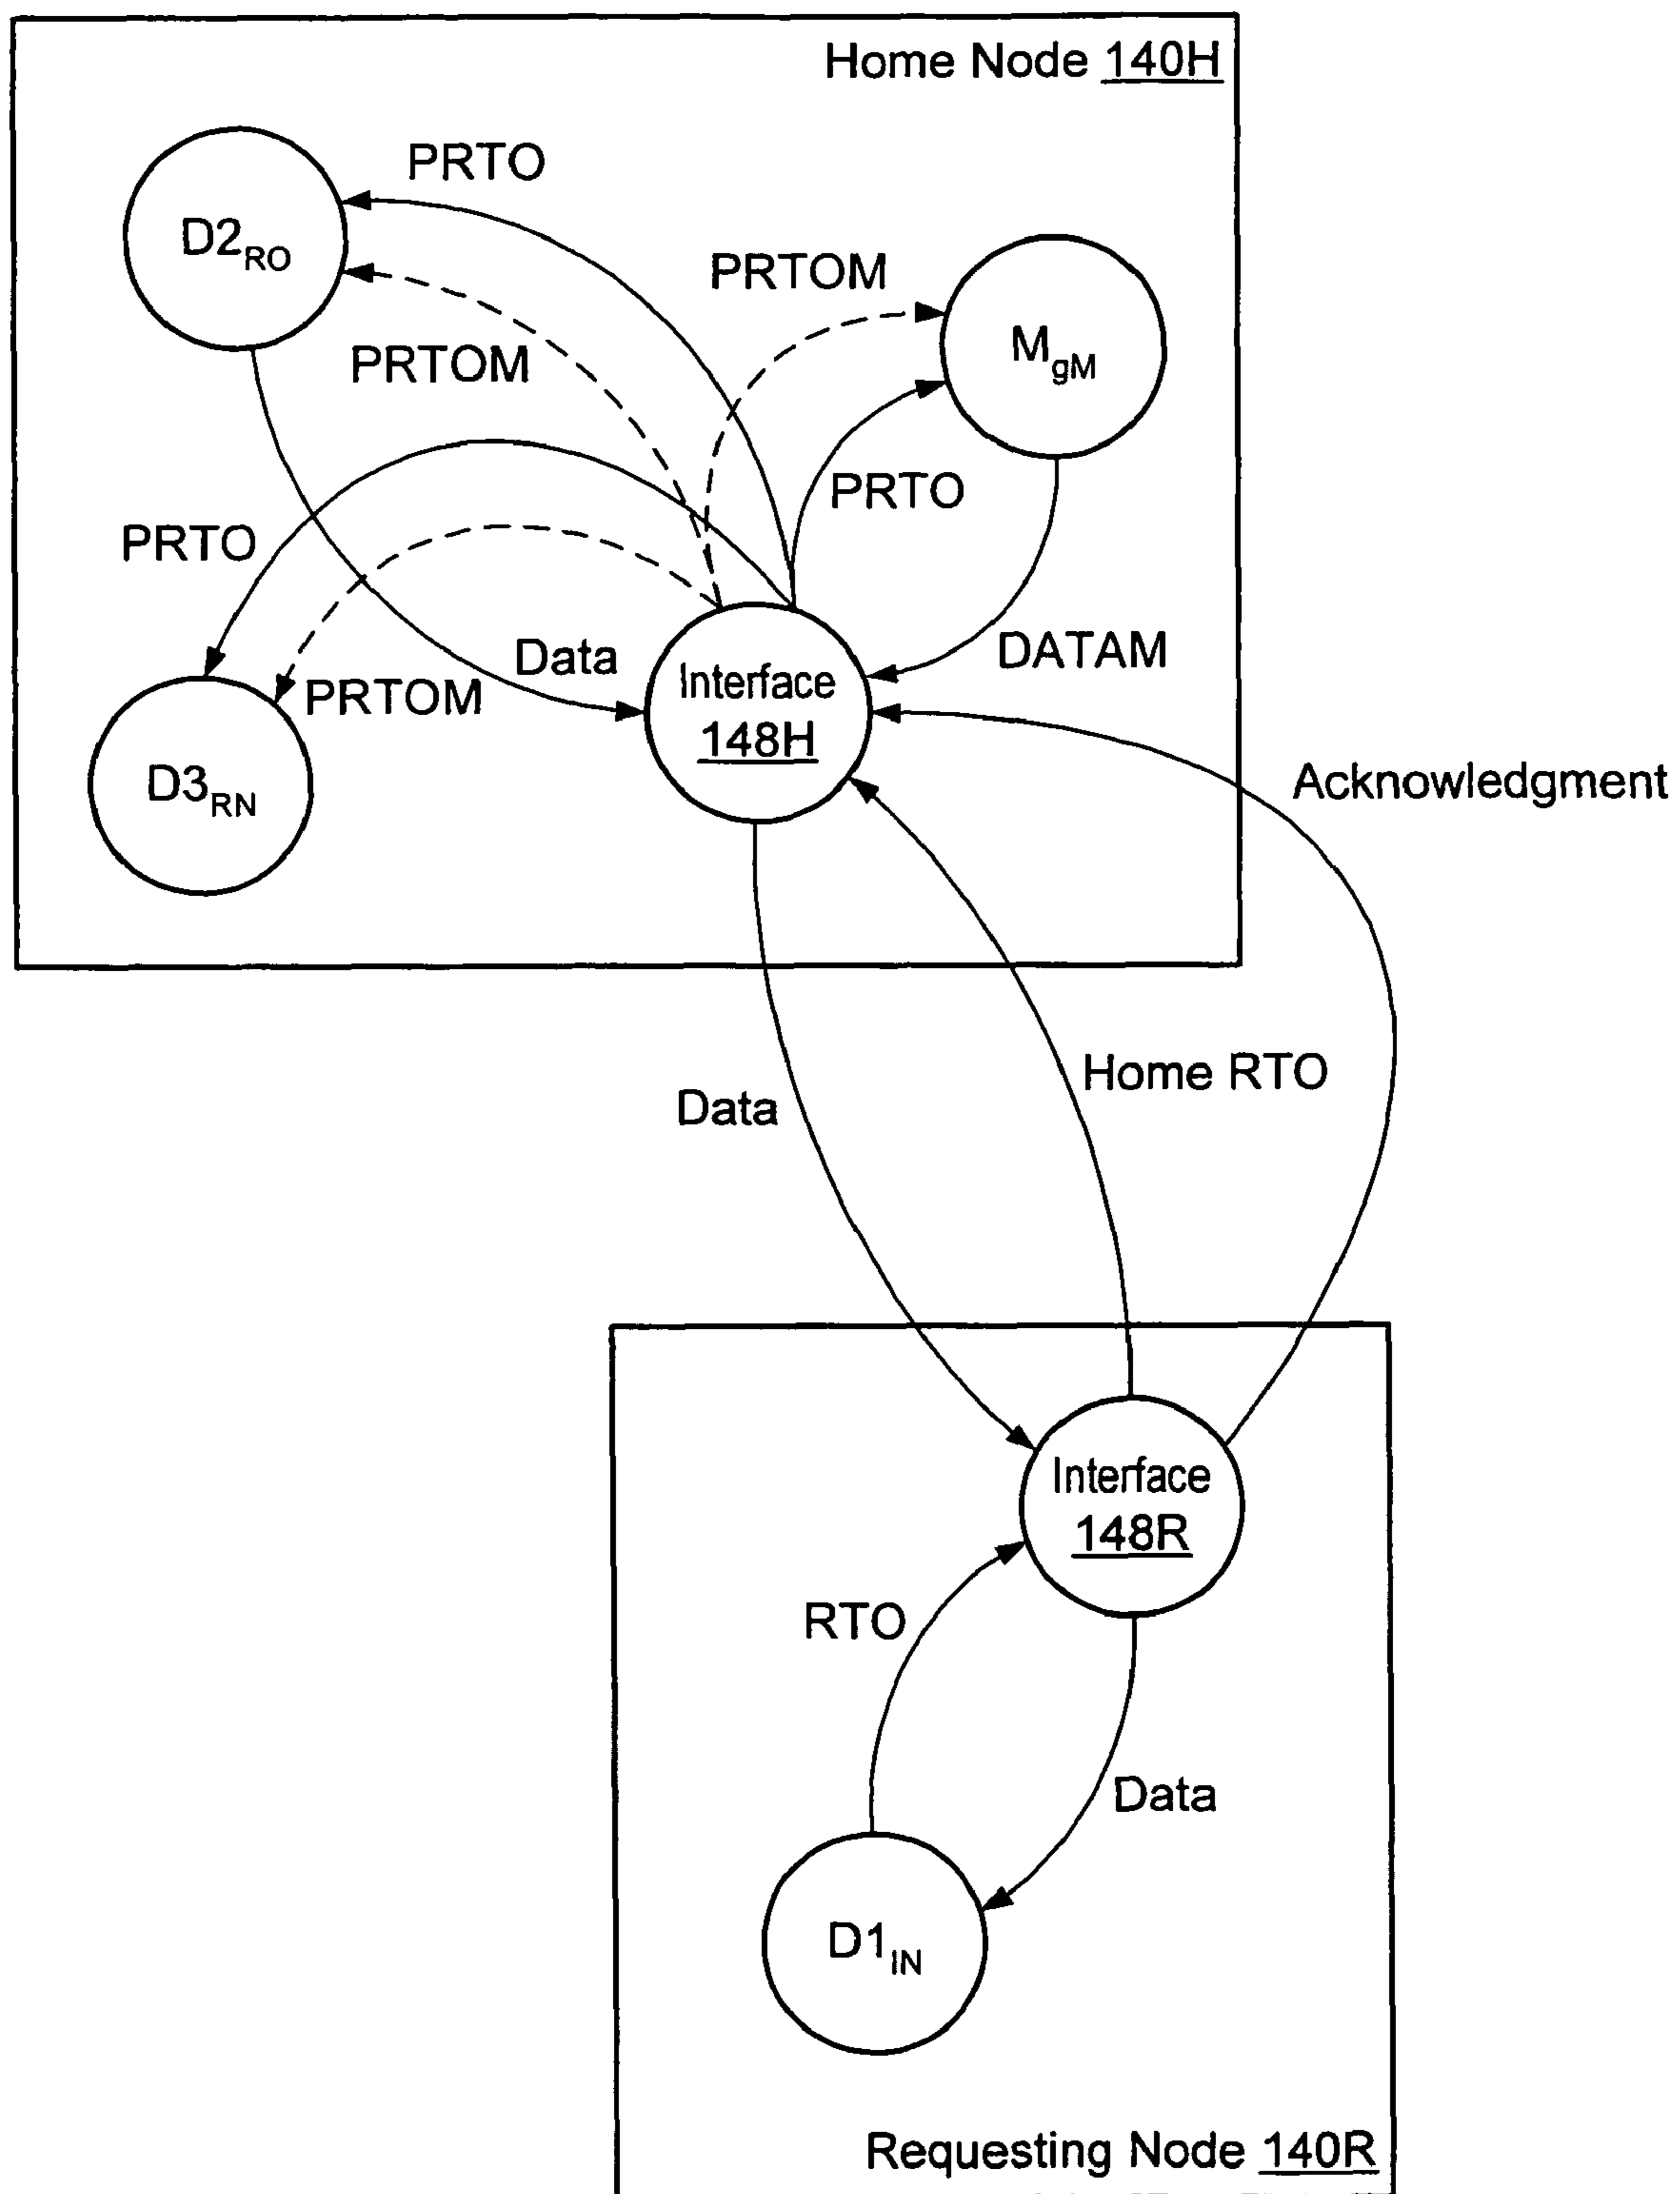 Home Node 140H
PRTO
D2RO
PRTOM
MgM
PRTOM
PRTO
PRTO
Data
DATAM
Interface
148H
PRTOM
D3RN
Acknowledgment
Home RTO
Data
Interface
148R
RTO
Data
D1IN
Requesting Node 140R